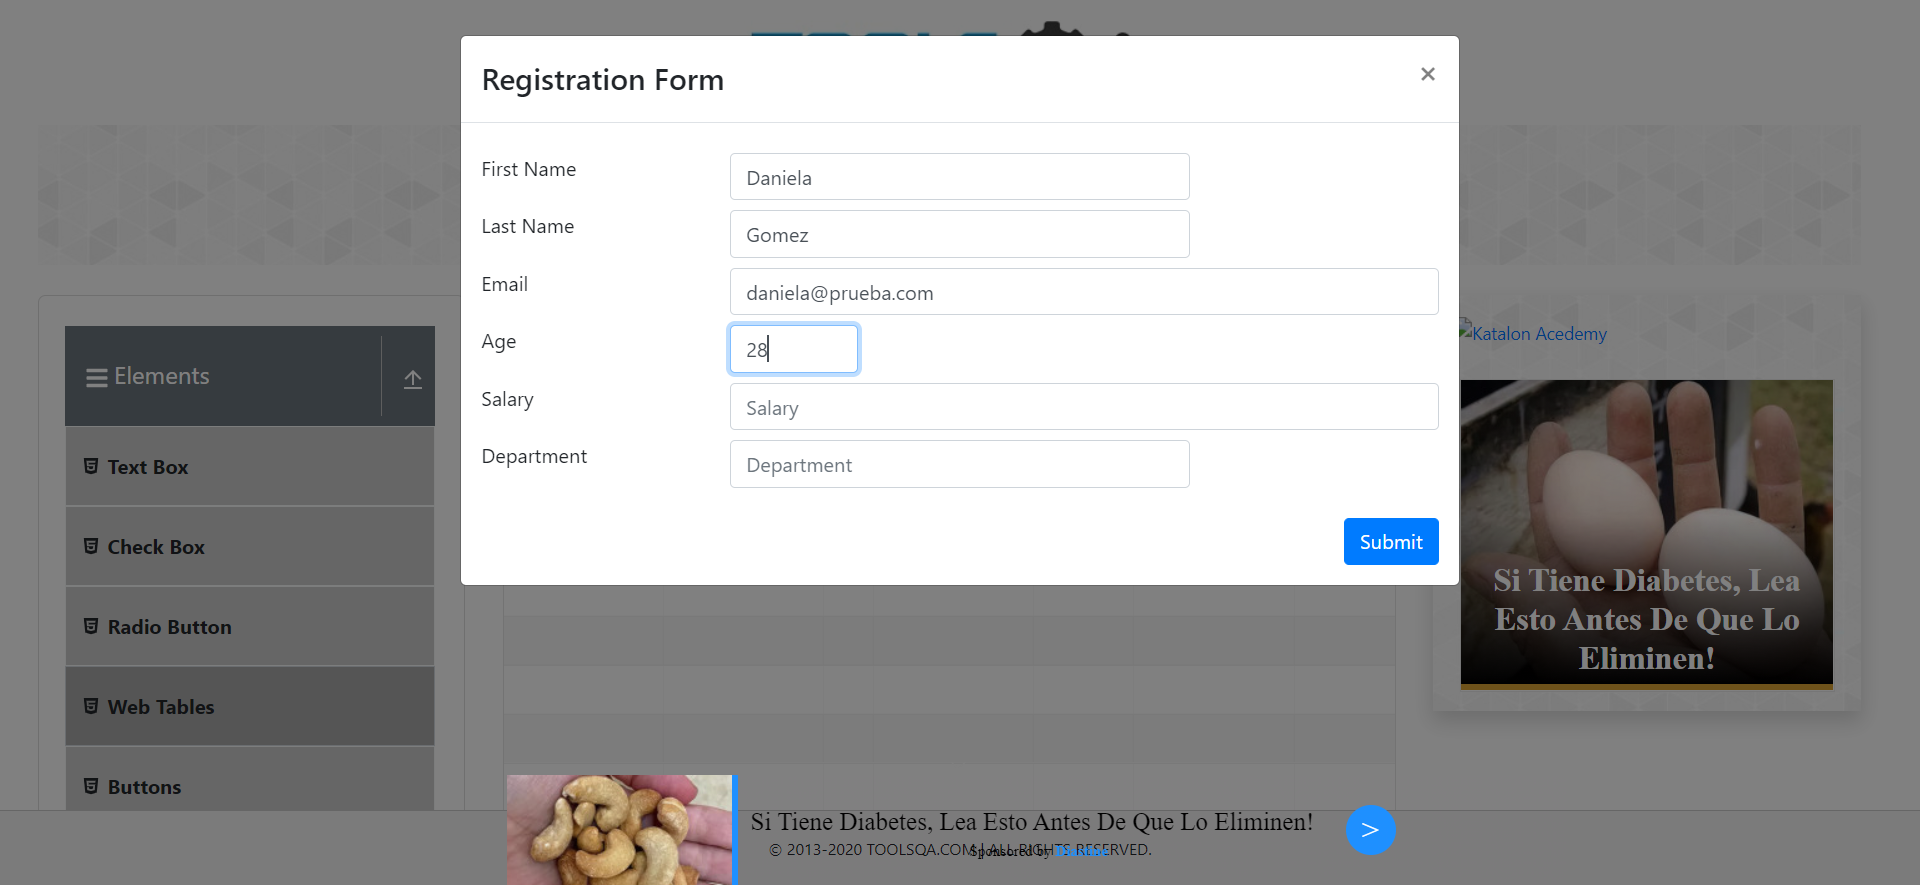 Registration Form
×
First Name
Daniela
Last Name
Gomez
Email
daniela@prueba.com
Age
28
Salary
Salary
Department
Department
Submit
Elements
Text Box
Check Box
Radio Button
Web Tables
Buttons
Katalon Acedemy
Si Tiene Diabetes, Lea
Esto Antes De Que Lo
Eliminen!
Si Tiene Diabetes, Lea Esto Antes De Que Lo Eliminen!
>
© 2013-2020 TOOLSQA.COM | ALL RIGHTS RESERVED.
Sponsored by